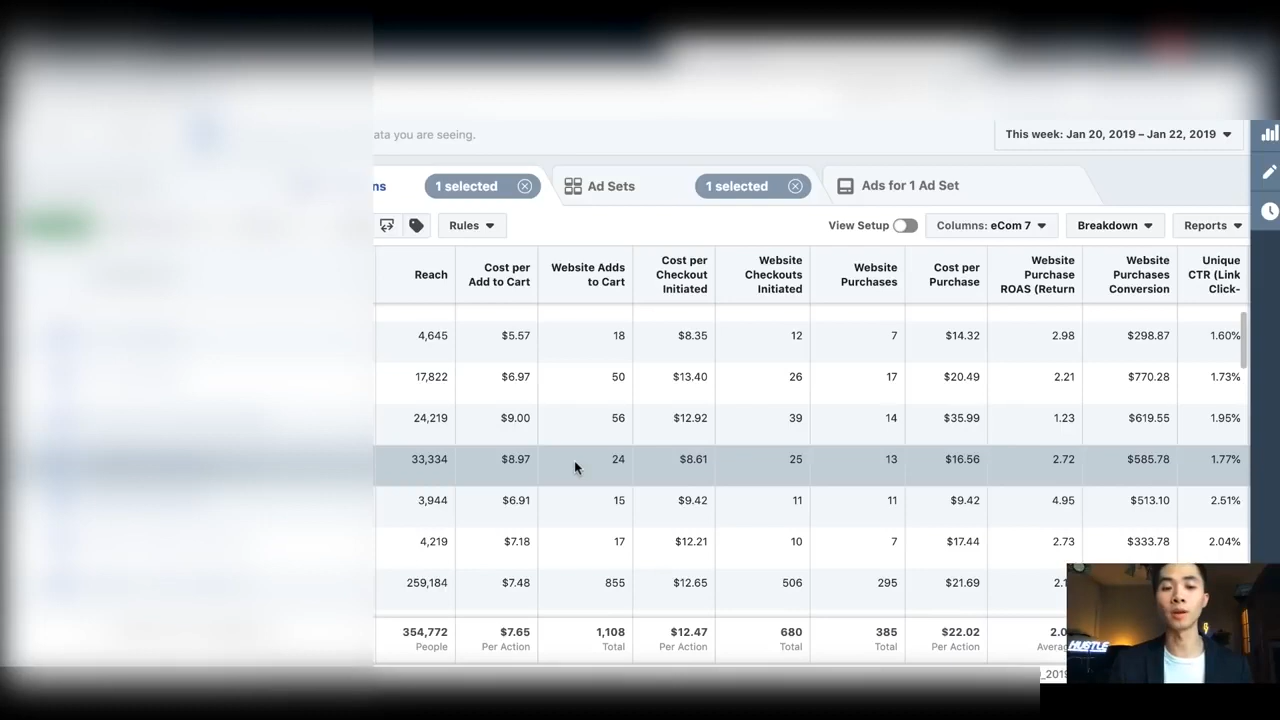 ata you are seeing.
This week: Jan 20, 2019 – Jan 22, 2019
ns 1 selected Ad Sets 1 selected Ads for 1 Ad Set
Rules View Setup Columns: eCom 7 Breakdown Reports
Reach Cost per Add to Cart Website Adds to Cart Cost per Checkout Initiated Website Checkouts Initiated Website Purchases Cost per Purchase Website Purchase ROAS (Return Website Purchases Conversion Unique CTR (Link Click-
4,645 $5.57 18 $8.35 12 7 $14.32 2.98 $298.87 1.60%
17,822 $6.97 50 $13.40 26 17 $20.49 2.21 $770.28 1.73%
24,219 $9.00 56 $12.92 39 14 $35.99 1.23 $619.55 1.95%
33,334 $8.97 24 $8.61 25 13 $16.56 2.72 $585.78 1.77%
3,944 $6.91 15 $9.42 11 11 $9.42 4.95 $513.10 2.51%
4,219 $7.18 17 $12.21 10 7 $17.44 2.73 $333.78 2.04%
259,184 $7.48 855 $12.65 506 295 $21.69 2.1
354,772 $7.65 1,108 $12.47 680 385 $22.02 2.0
People Per Action Total Per Action Total Total Per Action Averag
_2019
HUSTLE